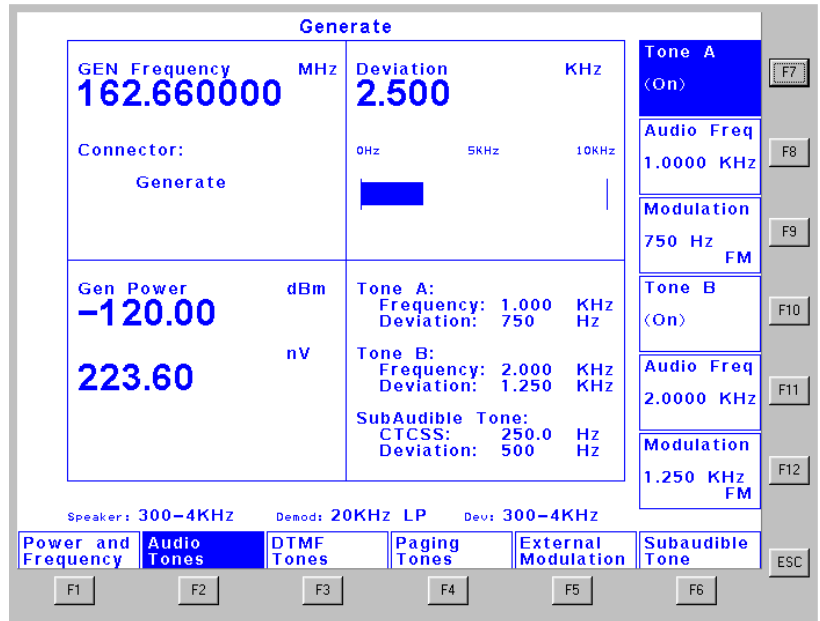 Generate
GEN Frequency MHz
162.660000
Connector:
Generate
Deviation KHz
2.500
0Hz 5KHz 10KHz
Gen Power dBm
−120.00
nV
223.60
Tone A:
Frequency: 1.000 KHz
Deviation: 750 Hz
Tone B:
Frequency: 2.000 KHz
Deviation: 1.250 KHz
SubAudible Tone:
CTCSS: 250.0 Hz
Deviation: 500 Hz
Tone A
(On)
Audio Freq
1.0000 KHz
Modulation
750 Hz
FM
Tone B
(On)
Audio Freq
2.0000 KHz
Modulation
1.250 KHz
FM
F7
F8
F9
F10
F11
F12
ESC
Speaker: 300−4KHz Demod: 20KHz LP Dev: 300−4KHz
Power and Frequency
Audio Tones
DTMF Tones
Paging Tones
External Modulation
Subaudible Tone
F1 F2 F3 F4 F5 F6